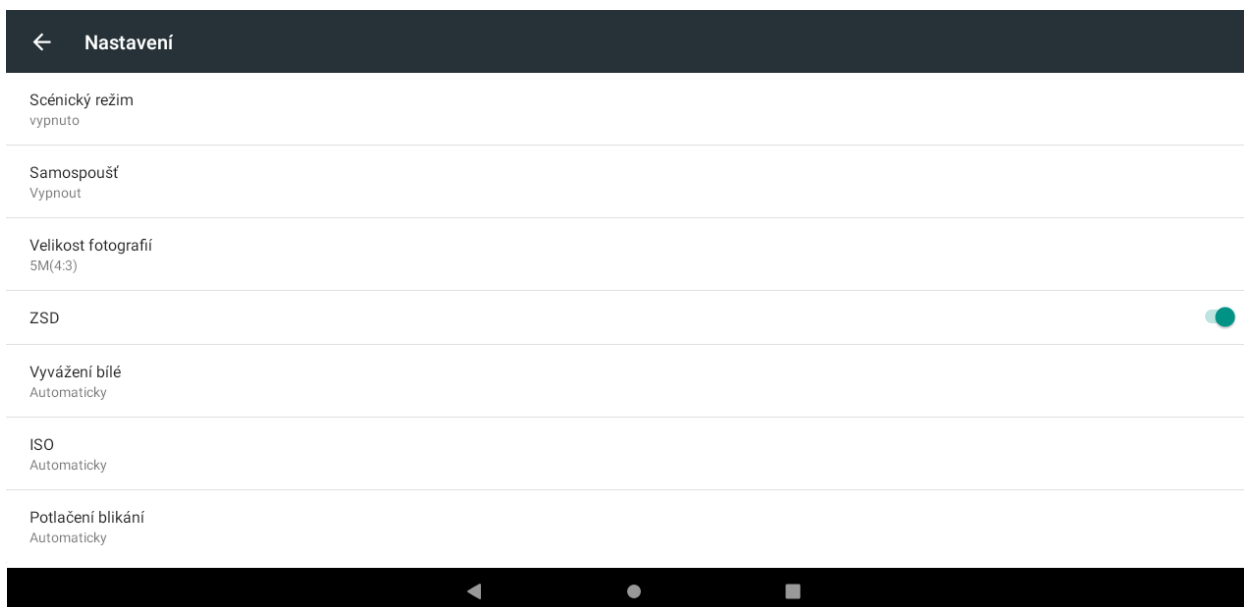 Nastavení
Scénický režim
vypnuto
Samospoušť
Vypnout
Velikost fotografií
5M(4:3)
ZSD
Vyvážení bílé
Automaticky
ISO
Automaticky
Potlačení blikání
Automaticky